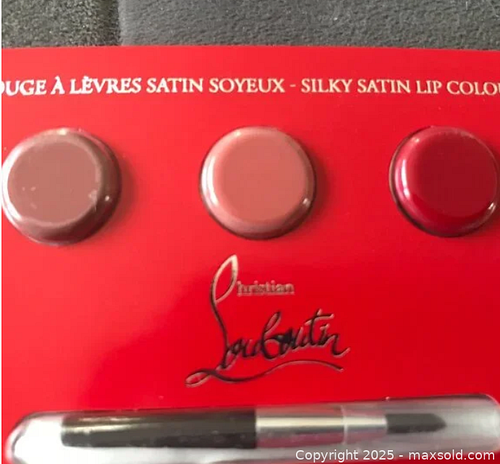 OUGE À LÈVRES SATIN SOYEUX - SILKY SATIN LIP COLOU
Christian
Louboutin
Copyright © 2025 - maxsold.com